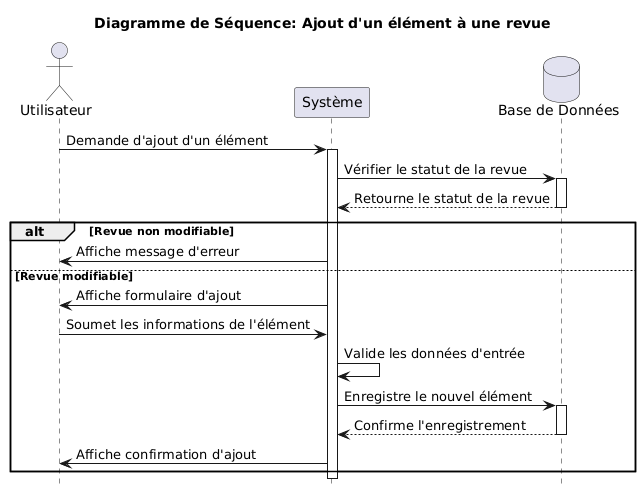 Diagramme de Séquence: Ajout d'un élément à une revue
Utilisateur
Système
Base de Données
Demande d'ajout d'un élément
Vérifier le statut de la revue
Retourne le statut de la revue
alt [Revue non modifiable]
Affiche message d'erreur
[Revue modifiable]
Affiche formulaire d'ajout
Soumet les informations de l'élément
Valide les données d'entrée
Enregistre le nouvel élément
Confirme l'enregistrement
Affiche confirmation d'ajout